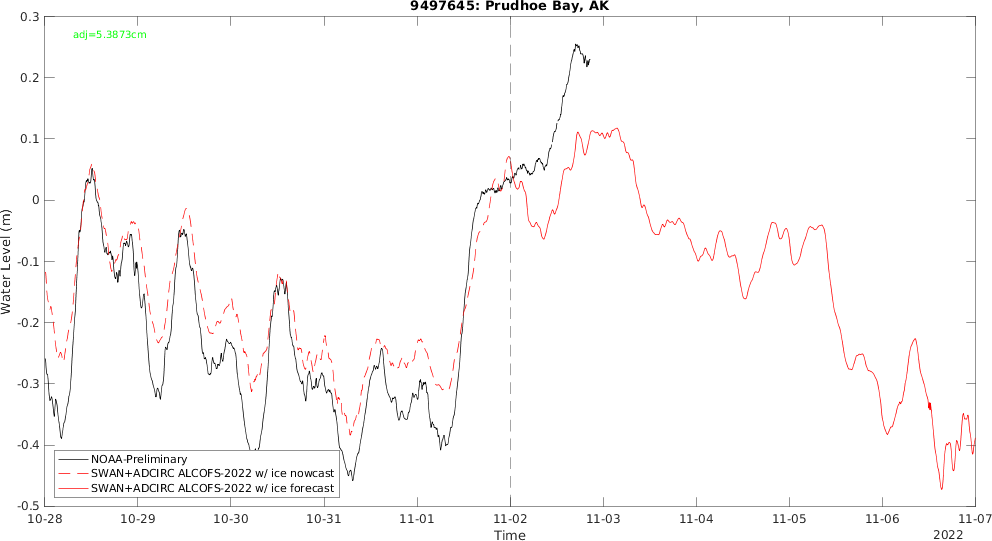 9497645: Prudhoe Bay, AK
adj=5.3873cm
0.3
0.2
0.1
0
-0.1
-0.2
-0.3
-0.4
-0.5
Water Level (m)
NOAA-Preliminary
SWAN+ADCIRC ALCOFS-2022 w/ ice nowcast
SWAN+ADCIRC ALCOFS-2022 w/ ice forecast
10-28 10-29 10-30 10-31 11-01 11-02 11-03 11-04 11-05 11-06 11-07
Time
2022